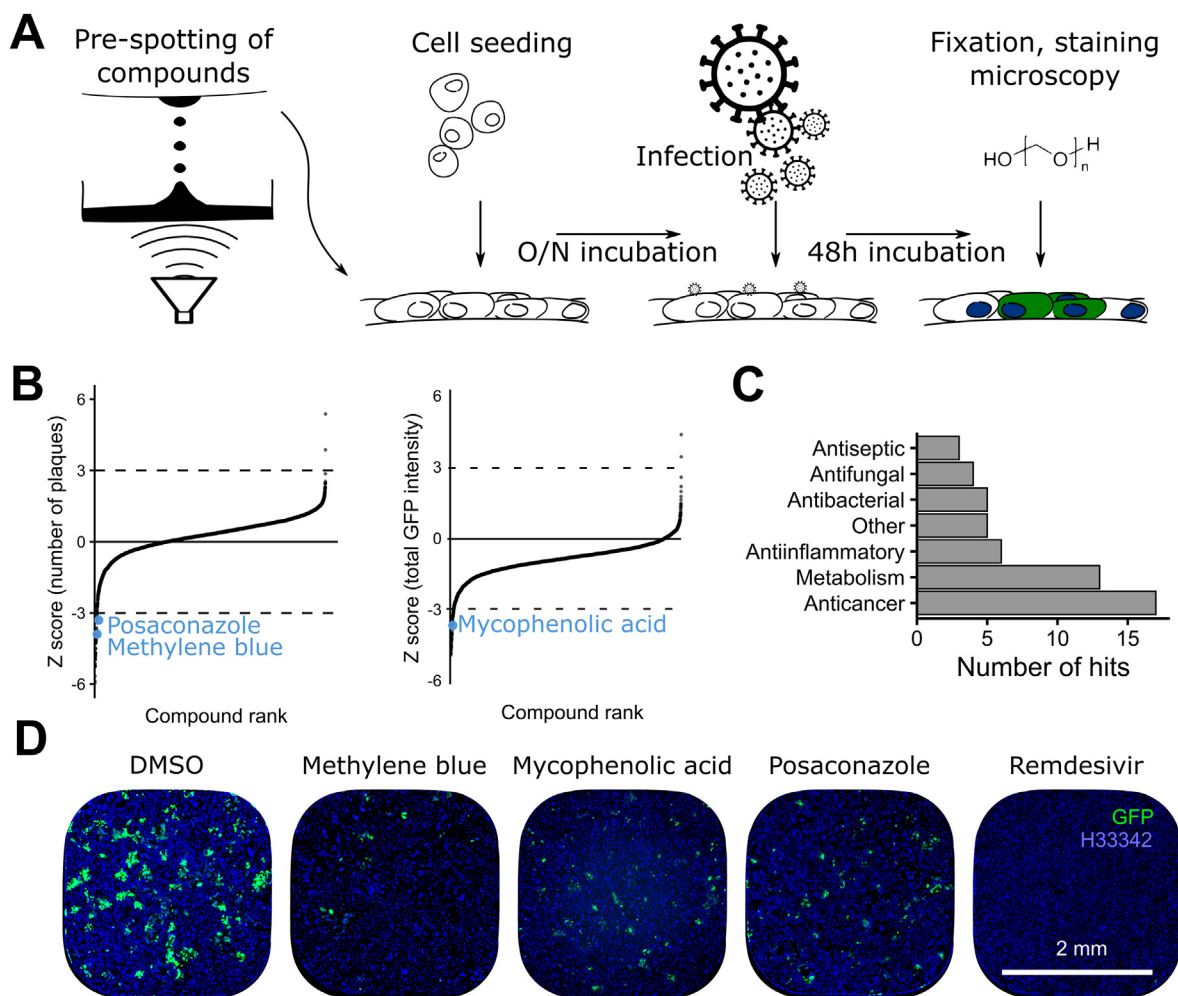 A
Pre-spotting of
compounds
Cell seeding
Infection
Fixation, staining
microscopy
HO
O
H
n
O/N incubation
48h incubation
B
Z score (number of plaques)
6
3
0
-3
-6
Posaconazole
Methylene blue
Compound rank
Z score (total GFP intensity)
6
3
0
-3
-6
Mycophenolic acid
Compound rank
C
Antiseptic
Antifungal
Antibacterial
Other
Antiinflammatory
Metabolism
Anticancer
0 5 10 15
Number of hits
D
DMSO
Methylene blue
Mycophenolic acid
Posaconazole
Remdesivir
GFP
H33342
2 mm